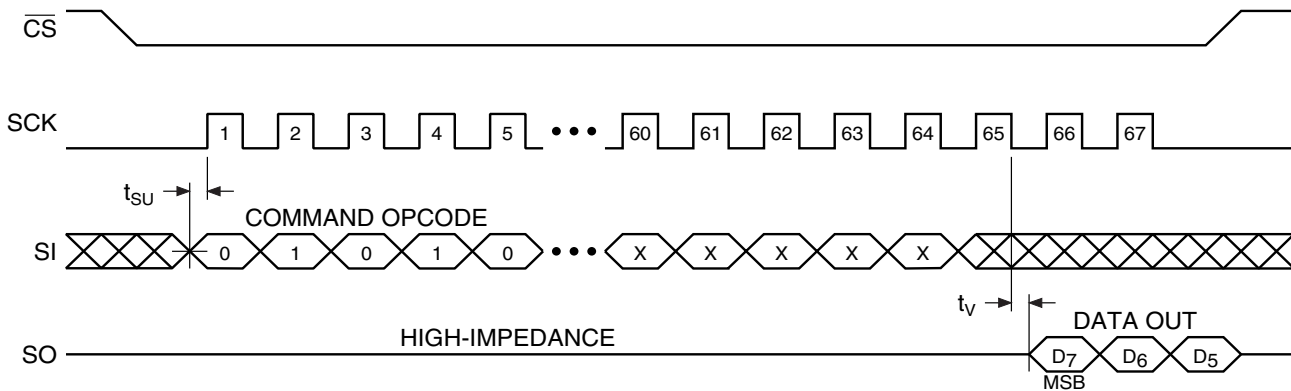 CS
SCK
1 2 3 4 5 ••• 60 61 62 63 64 65 66 67
tSU
COMMAND OPCODE
SI
0 1 0 1 0 ••• X X X X X
tV
HIGH-IMPEDANCE
DATA OUT
SO
D7 D6 D5
MSB